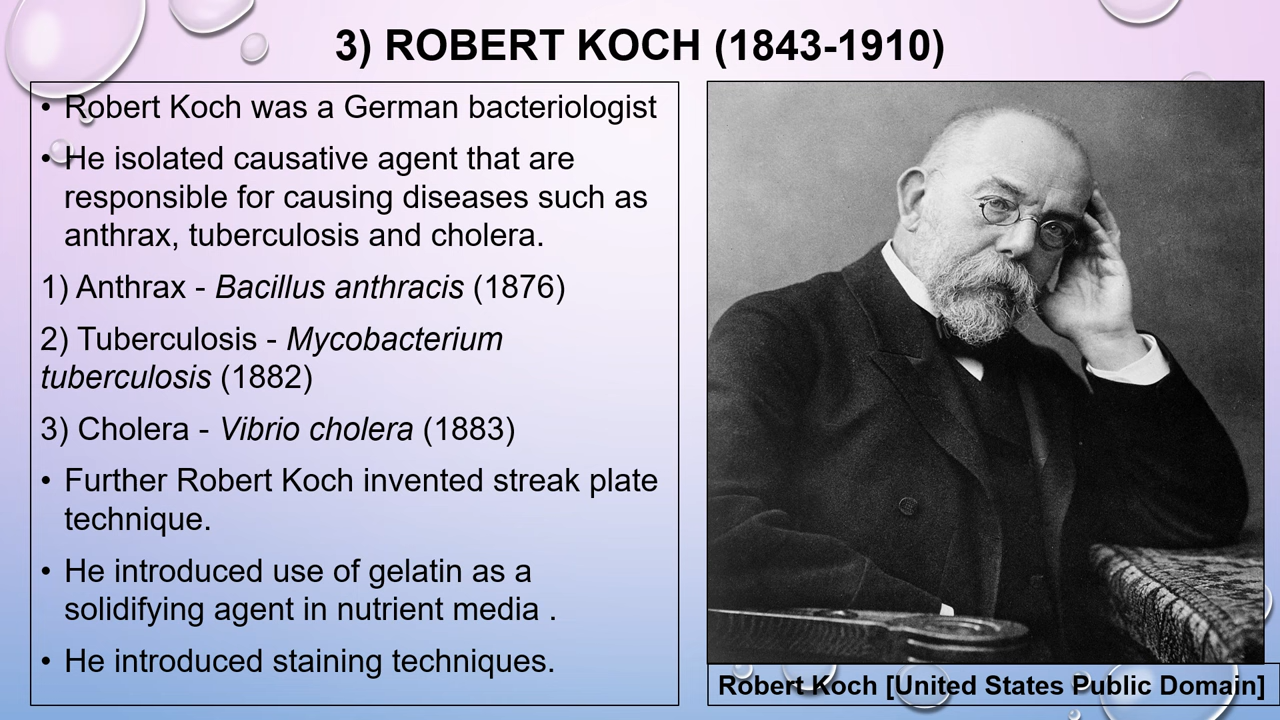 3) ROBERT KOCH (1843-1910)
• Robert Koch was a German bacteriologist
• He isolated causative agent that are
responsible for causing diseases such as
anthrax, tuberculosis and cholera.
1) Anthrax - Bacillus anthracis (1876)
2) Tuberculosis - Mycobacterium
tuberculosis (1882)
3) Cholera - Vibrio cholera (1883)
• Further Robert Koch invented streak plate
technique.
• He introduced use of gelatin as a
solidifying agent in nutrient media .
• He introduced staining techniques.
Robert Koch [United States Public Domain]